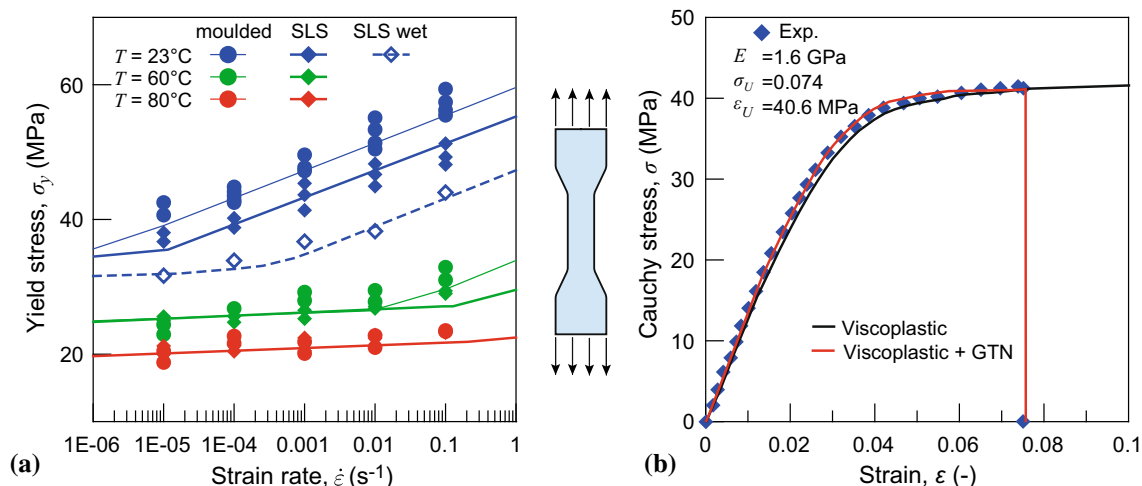 moulded SLS SLS wet
T = 23°C
T = 60°C
T = 80°C
60
40
20
Yield stress, σy (MPa)
1E-06 1E-05 1E-04 0.001 0.01 0.1 1
Strain rate, ε̇ (s-1)
(a)
50
40
30
20
10
0
Cauchy stress, σ (MPa)
Exp.
E =1.6 GPa
σU =0.074
εU =40.6 MPa
Viscoplastic
Viscoplastic + GTN
0 0.02 0.04 0.06 0.08 0.1
Strain, ε (-)
(b)